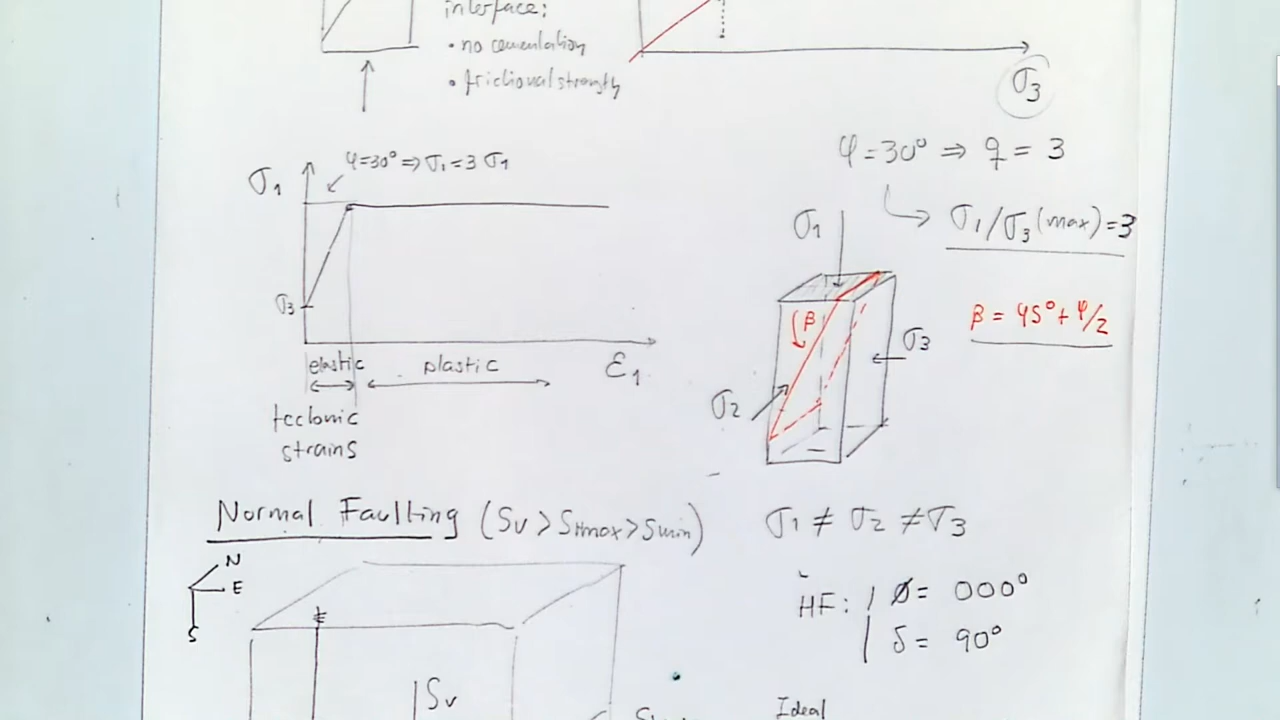 interface:
• no cementation
• frictional strength
σ3
φ=30° ⇒ σ1=3 σ1
σ1
σ3
elastic
plastic
ε1
tectonic
strains
φ=30° ⇒ q = 3
σ1/σ3(max)=3
σ1
β
σ3
σ2
β = 45°+φ/2
Normal Faulting (Sv>SHmax>Smin)
σ1 ≠ σ2 ≠ σ3
N
E
S
HF: Ø= 000°
δ= 90°
Sv
Ideal